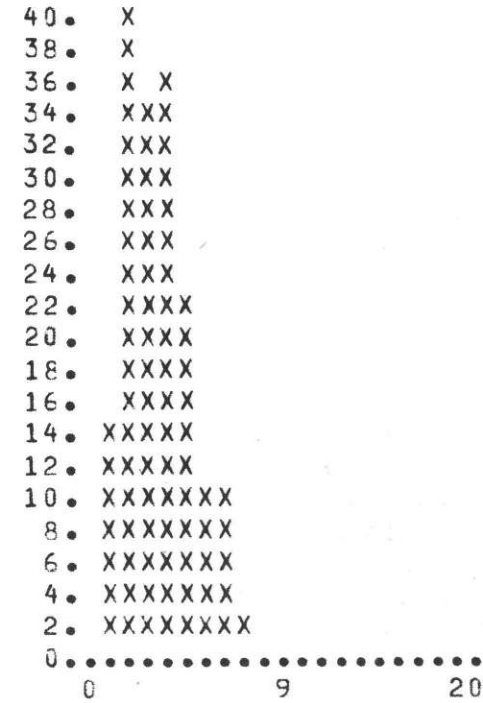 40.  X
38.  X
36.  X X
34.  XXX
32.  XXX
30.  XXX
28.  XXX
26.  XXX
24.  XXX
22.  XXXX
20.  XXXX
18.  XXXX
16.  XXXX
14. XXXXX
12. XXXXX
10. XXXXXXX
8. XXXXXXX
6. XXXXXXX
4. XXXXXXX
2. XXXXXXXX
0......................
0 9 20